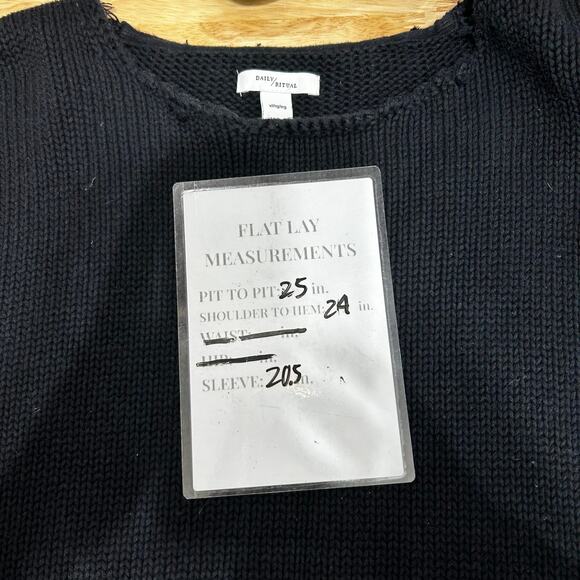 DAILY/
RITUAL
FLAT LAY
MEASUREMENTS
PIT TO PIT: 25 in.
SHOULDER TO HEM: 24 in.
WAIST: in.
HIP: in.
SLEEVE: 20.5 in.